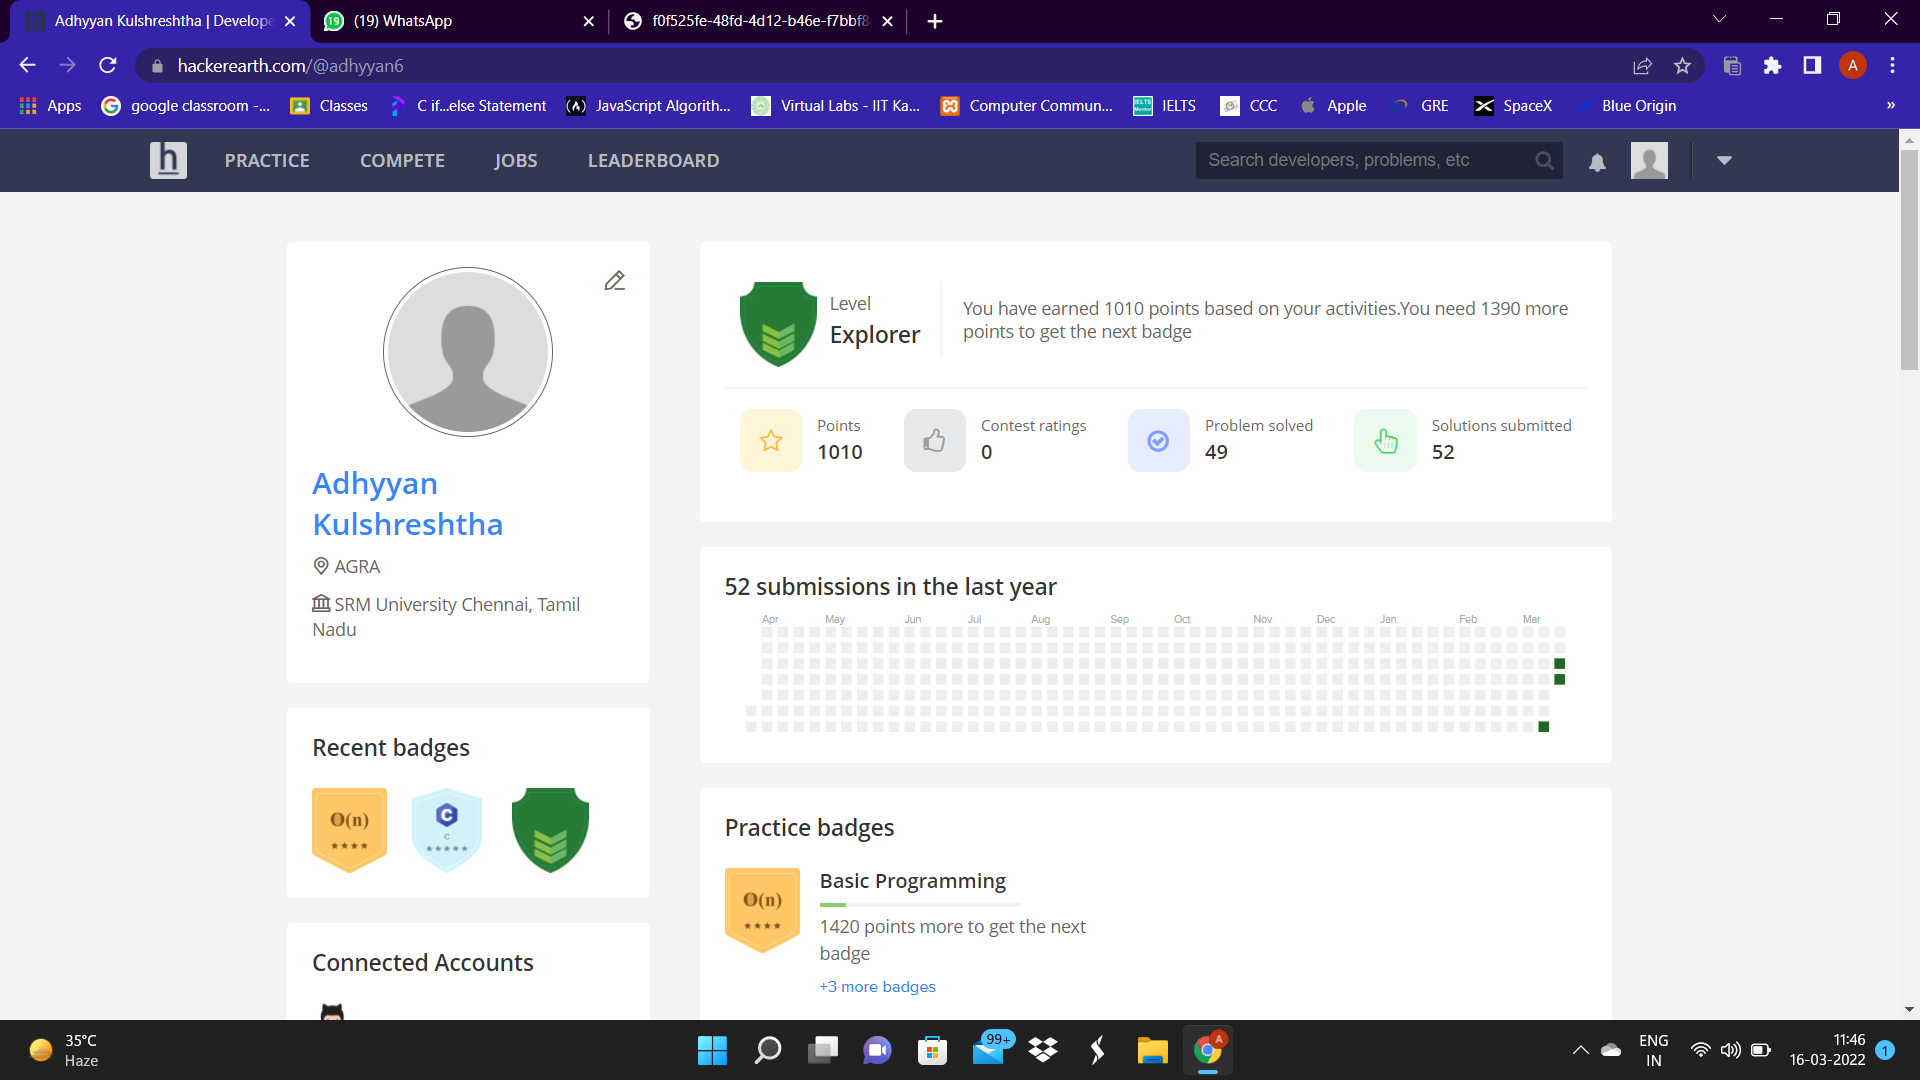 Adhyyan Kulshreshtha | Develope
(19) WhatsApp
f0f525fe-48fd-4d12-b46e-f7bbf8
hackerearth.com/@adhyyan6
A
Apps
google classroom -...
Classes
C if...else Statement
JavaScript Algorith...
Virtual Labs - IIT Ka...
Computer Commun...
IELTS
CCC
Apple
GRE
SpaceX
Blue Origin
»
h
PRACTICE
COMPETE
JOBS
LEADERBOARD
Search developers, problems, etc
Adhyyan
Kulshreshtha
AGRA
SRM University Chennai, Tamil
Nadu
Recent badges
O(n)
C
C
Connected Accounts
Level
Explorer
You have earned 1010 points based on your activities.You need 1390 more
points to get the next badge
Points
1010
Contest ratings
0
Problem solved
49
Solutions submitted
52
52 submissions in the last year
Apr May Jun Jul Aug Sep Oct Nov Dec Jan Feb Mar
Practice badges
O(n)
Basic Programming
1420 points more to get the next
badge
+3 more badges
35°C
Haze
99+
A
ENG
IN
11:46
16-03-2022
1